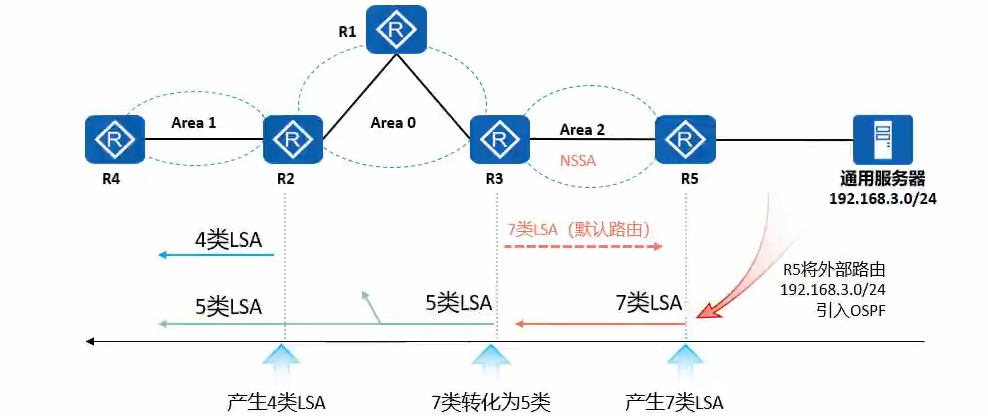 R1
Area 1
Area 0
Area 2
NSSA
R4
R2
R3
R5
通用服务器
192.168.3.0/24
7类LSA（默认路由）
4类LSA
R5将外部路由
192.168.3.0/24
引入OSPF
5类LSA
5类LSA
7类LSA
产生4类LSA
7类转化为5类
产生7类LSA